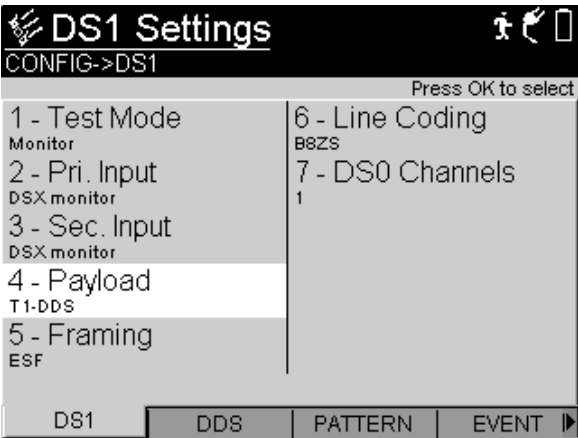 DS1 Settings
CONFIG->DS1
Press OK to select
1 - Test Mode
Monitor
2 - Pri. Input
DSX monitor
3 - Sec. Input
DSX monitor
4 - Payload
T1-DDS
5 - Framing
ESF
6 - Line Coding
B8ZS
7 - DS0 Channels
1
DS1 DDS PATTERN EVENT